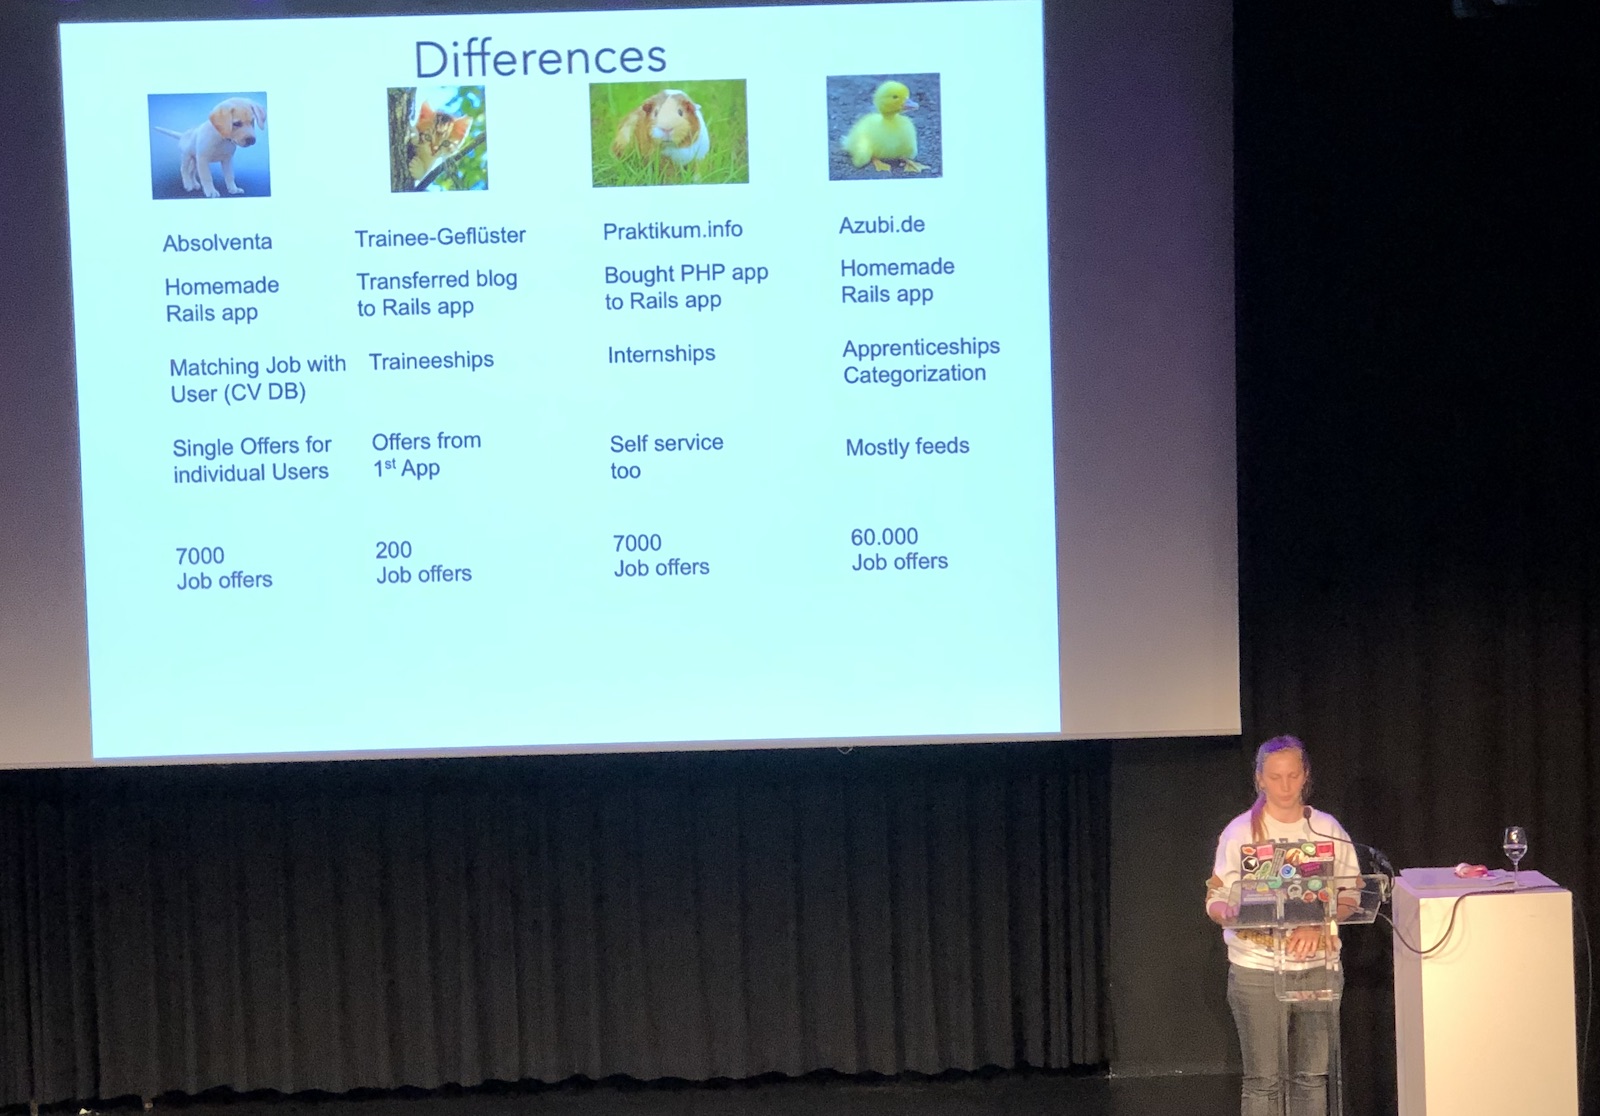 Differences
Absolventa
Homemade
Rails app
Matching Job with
User (CV DB)
Single Offers for
individual Users
7000
Job offers
Trainee-Geflüster
Transferred blog
to Rails app
Traineeships
Offers from
1st App
200
Job offers
Praktikum.info
Bought PHP app
to Rails app
Internships
Self service
too
7000
Job offers
Azubi.de
Homemade
Rails app
Apprenticeships
Categorization
Mostly feeds
60.000
Job offers